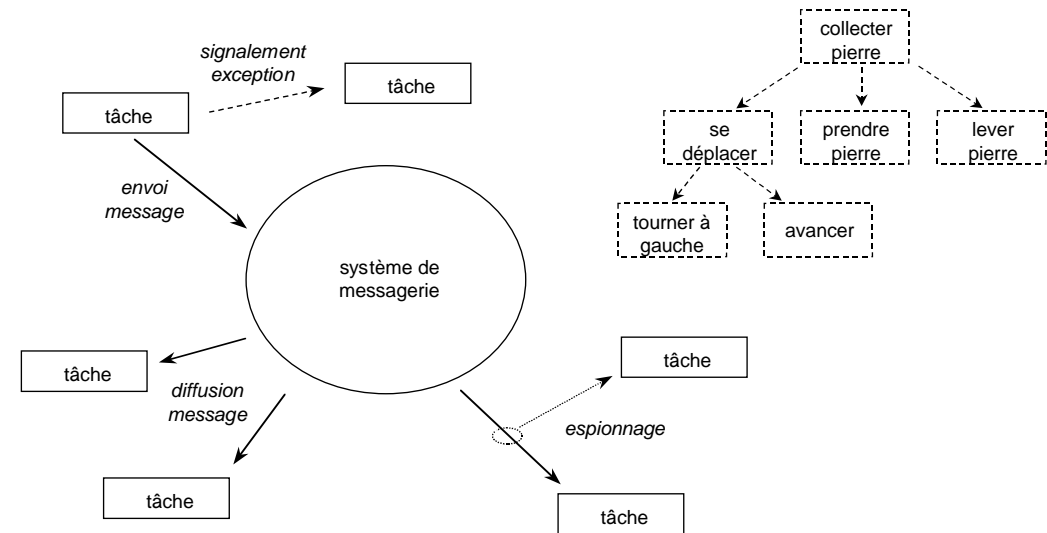 signalement
exception
tâche
tâche
envoi
message
système de
messagerie
tâche
diffusion
message
tâche
tâche
espionnage
tâche
collecter
pierre
se
déplacer
prendre
pierre
lever
pierre
tourner à
gauche
avancer